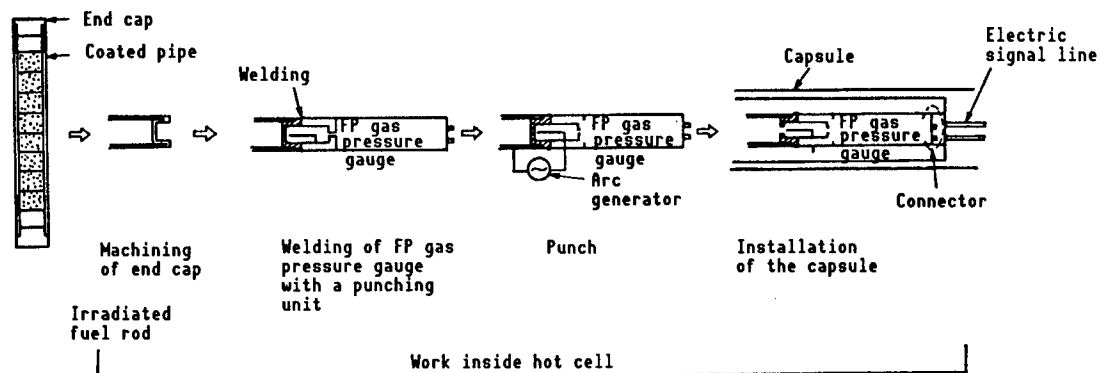 End cap
Coated pipe
Welding
FP gas
pressure
gauge
FP gas
pressure
gauge
Arc
generator
Capsule
Electric
signal line
FP gas
pressure
gauge
Connector
Machining
of end cap
Welding of FP gas
pressure gauge
with a punching
unit
Punch
Installation
of the capsule
Irradiated
fuel rod
Work inside hot cell